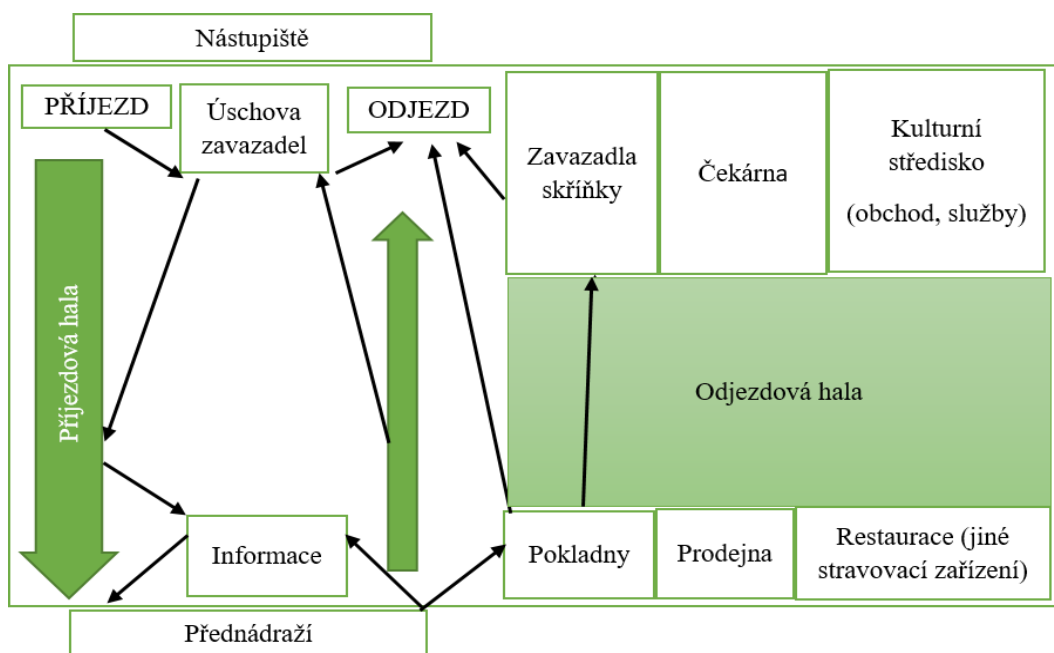 Nástupiště
PŘÍJEZD
Úschova
zavazadel
ODJEZD
Zavazadla
skříňky
Čekárna
Kulturní
středisko
(obchod, služby)
Příjezdová hala
Odjezdová hala
Informace
Pokladny
Prodejna
Restaurace (jiné
stravovací zařízení)
Přednádraží